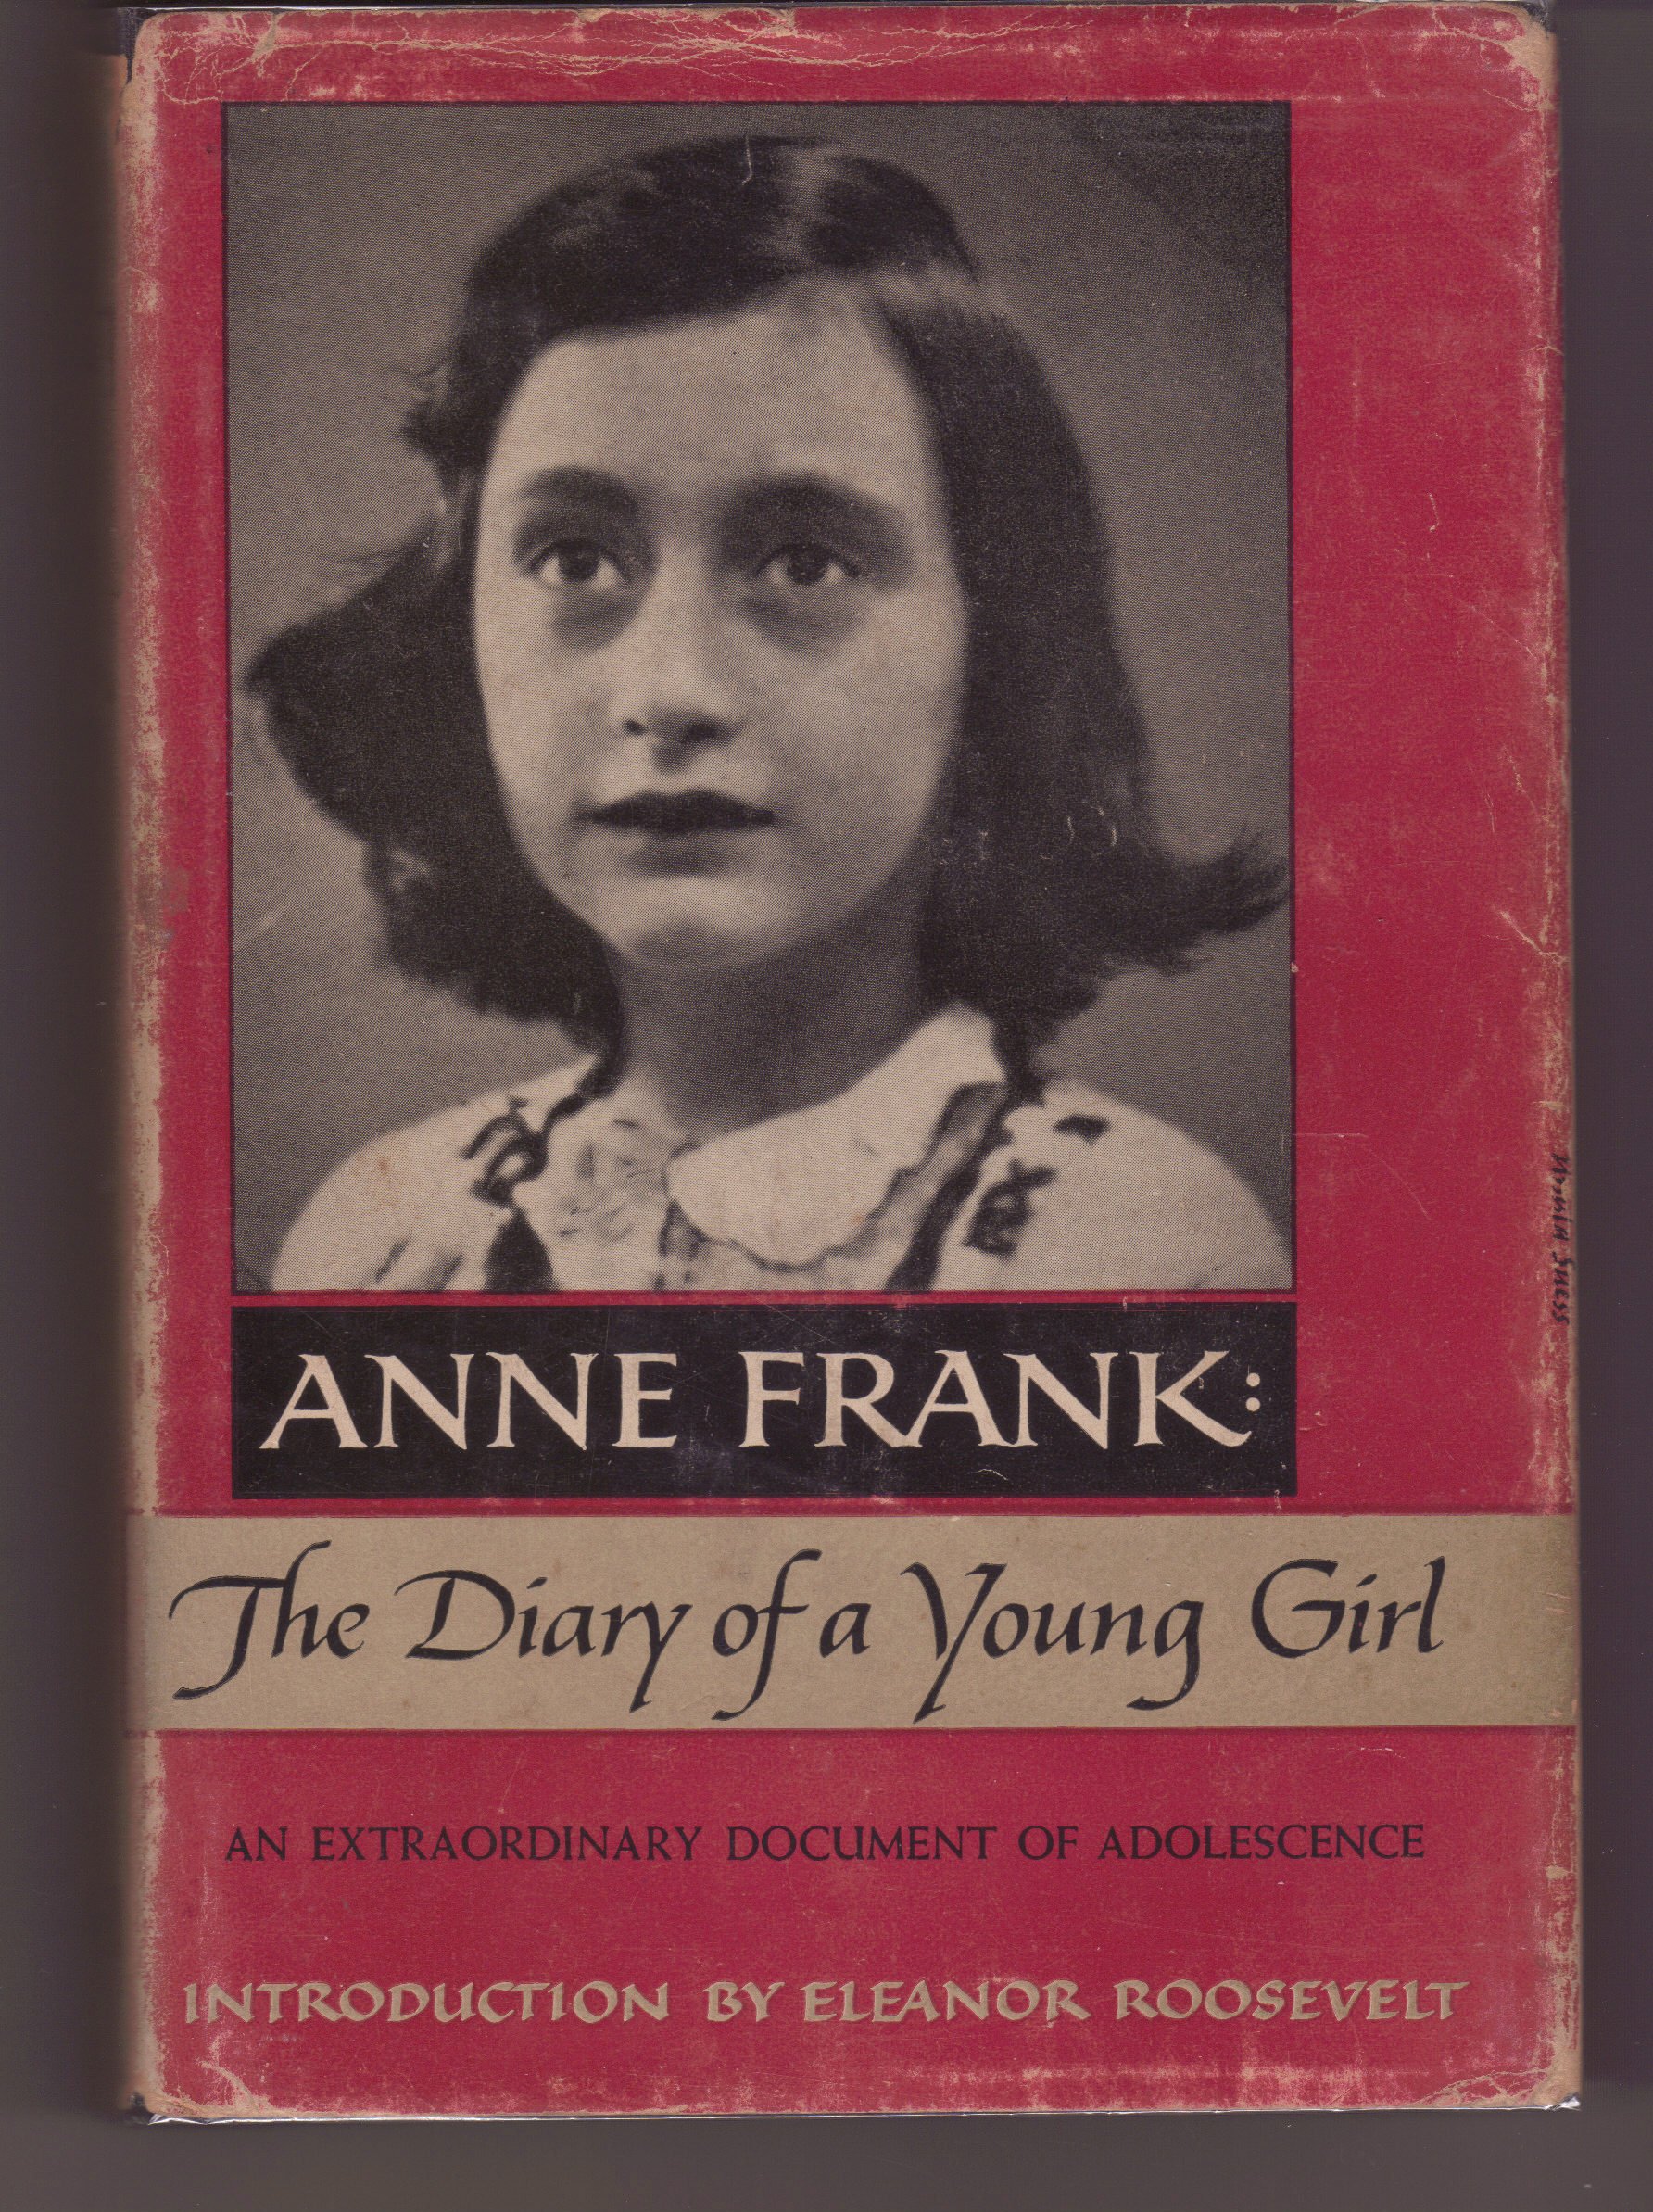 ANNE FRANK:
The Diary of a Young Girl
AN EXTRAORDINARY DOCUMENT OF ADOLESCENCE
INTRODUCTION BY ELEANOR ROOSEVELT